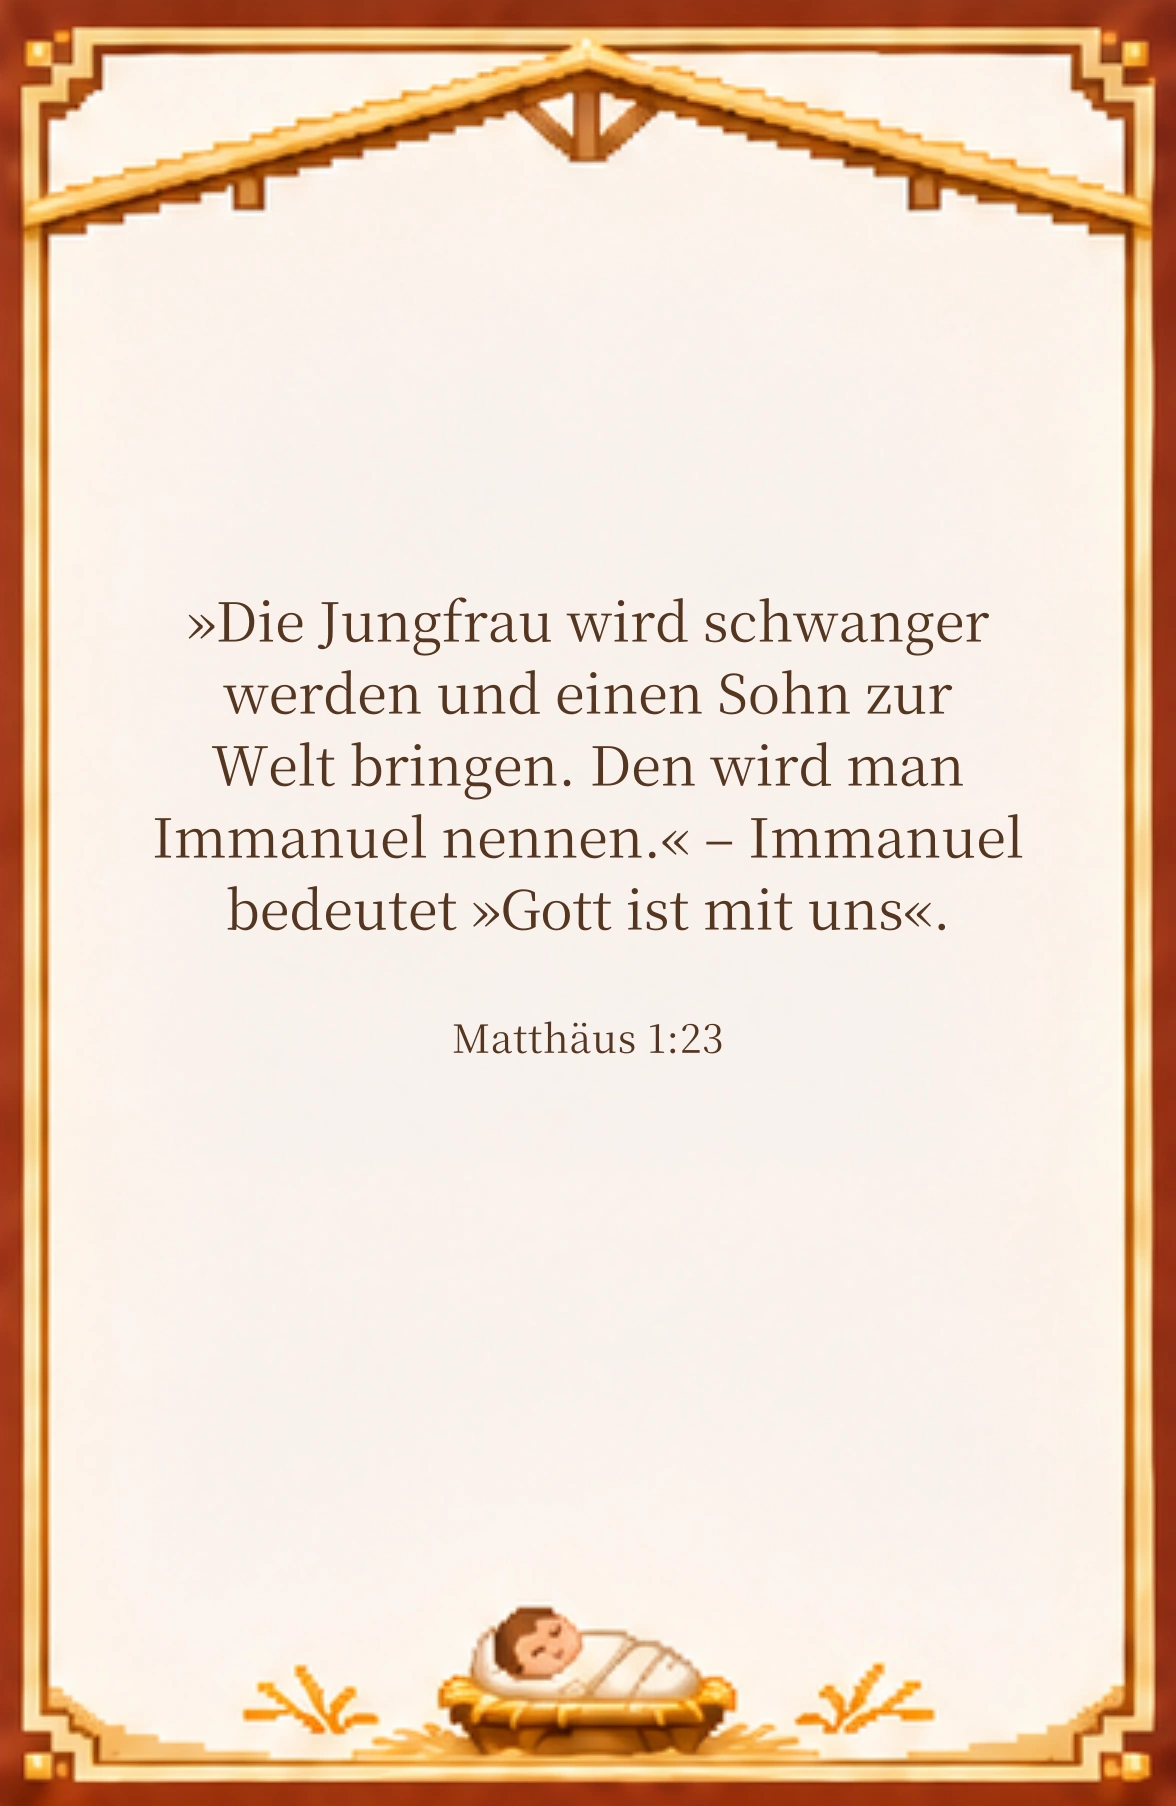 »Die Jungfrau wird schwanger
werden und einen Sohn zur
Welt bringen. Den wird man
Immanuel nennen.« – Immanuel
bedeutet »Gott ist mit uns«.
Matthäus 1:23